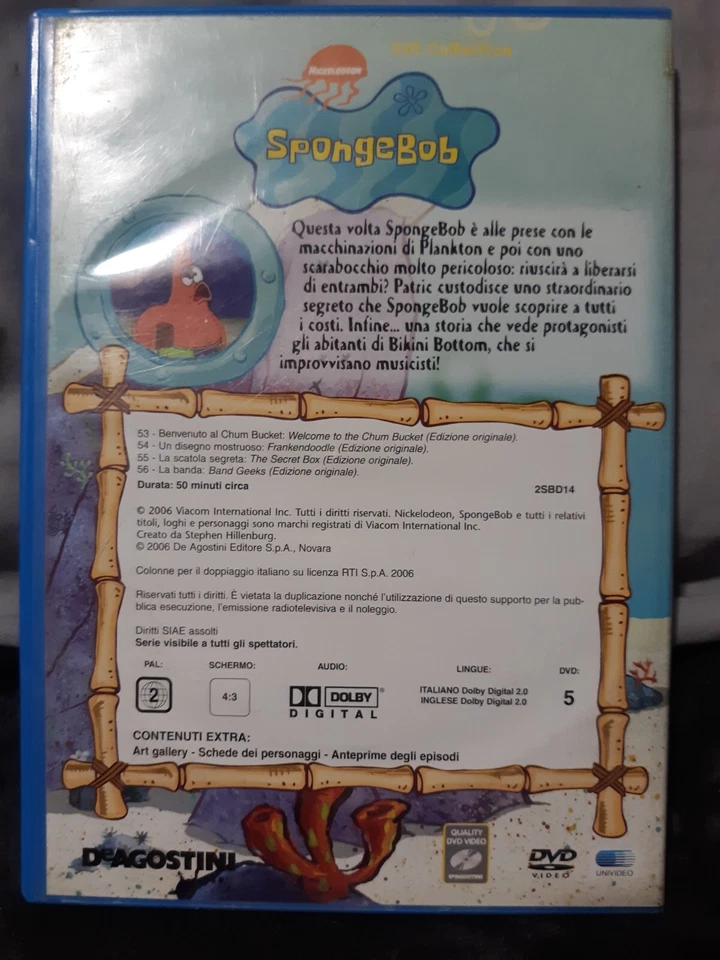 DVD Collection
NICKELODEON
SpongeBob
Questa volta SpongeBob è alle prese con le
macchinazioni di Plankton e poi con uno
scarabocchio molto pericoloso: riuscirà a liberarsi
di entrambi? Patric custodisce uno straordinario
segreto che SpongeBob vuole scoprire a tutti
i costi. Infine... una storia che vede protagonisti
gli abitanti di Bikini Bottom, che si
improvvisano musicisti!
53 - Benvenuto al Chum Bucket: Welcome to the Chum Bucket (Edizione originale).
54 - Un disegno mostruoso: Frankendoodle (Edizione originale).
55 - La scatola segreta: The Secret Box (Edizione originale).
56 - La banda: Band Geeks (Edizione originale).
Durata: 50 minuti circa
2SBD14
© 2006 Viacom International Inc. Tutti i diritti riservati. Nickelodeon, SpongeBob e tutti i relativi
titoli, loghi e personaggi sono marchi registrati di Viacom International Inc.
Creato da Stephen Hillenburg.
© 2006 De Agostini Editore S.p.A., Novara
Colonne per il doppiaggio italiano su licenza RTI S.p.A. 2006
Riservati tutti i diritti. È vietata la duplicazione nonché l'utilizzazione di questo supporto per la pub-
blica esecuzione, l'emissione radiotelevisiva e il noleggio.
Diritti SIAE assolti
Serie visibile a tutti gli spettatori.
PAL: SCHERMO: AUDIO: LINGUE: DVD:
2 4:3 DOLBY ITALIANO Dolby Digital 2.0 5
INGLESE Dolby Digital 2.0
DIGITAL
CONTENUTI EXTRA:
Art gallery - Schede dei personaggi - Anteprime degli episodi
DeAGOSTINI
QUALITY
DVD VIDEO
DEAGOSTINI
DVD
VIDEO
UNIVIDEO